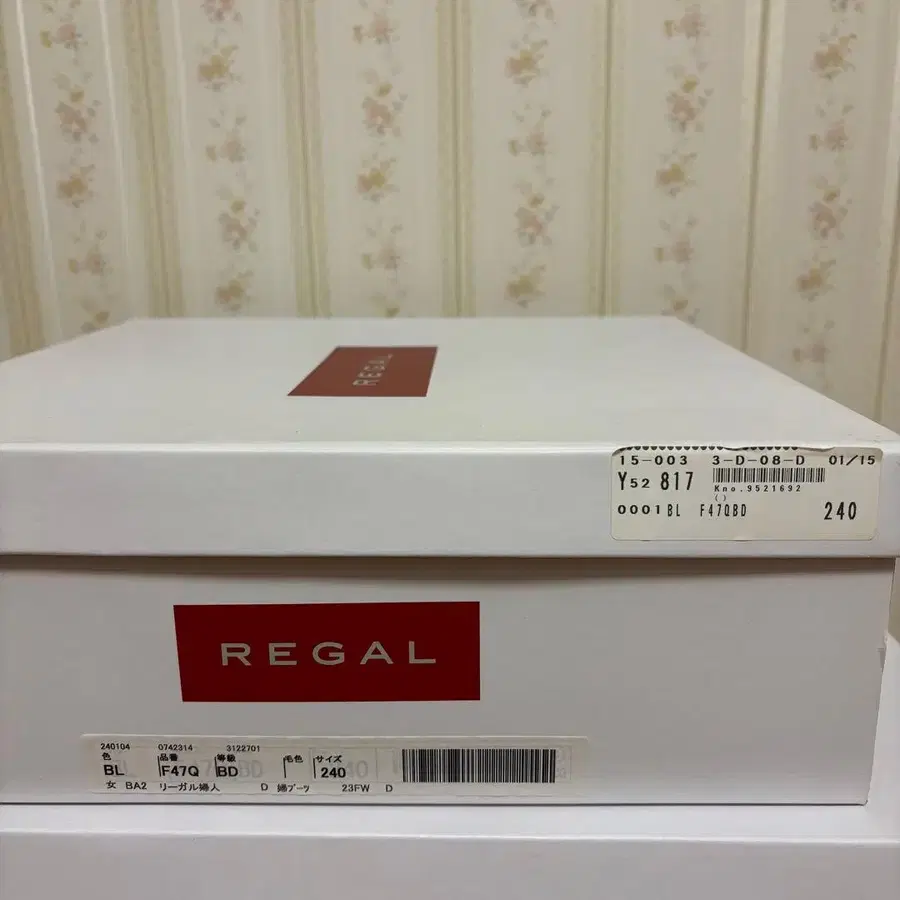 REGAL
15-003 3-D-08-D 01/15
Y52 817
Kno.9521692
()
0001 BL F47QBD 240
REGAL
240104 0742314 3122701
色 品番 等級 毛色 サイズ
BL F47Q BD 240
女 BA2 リーガル婦人 D 婦ブーツ 23FW D